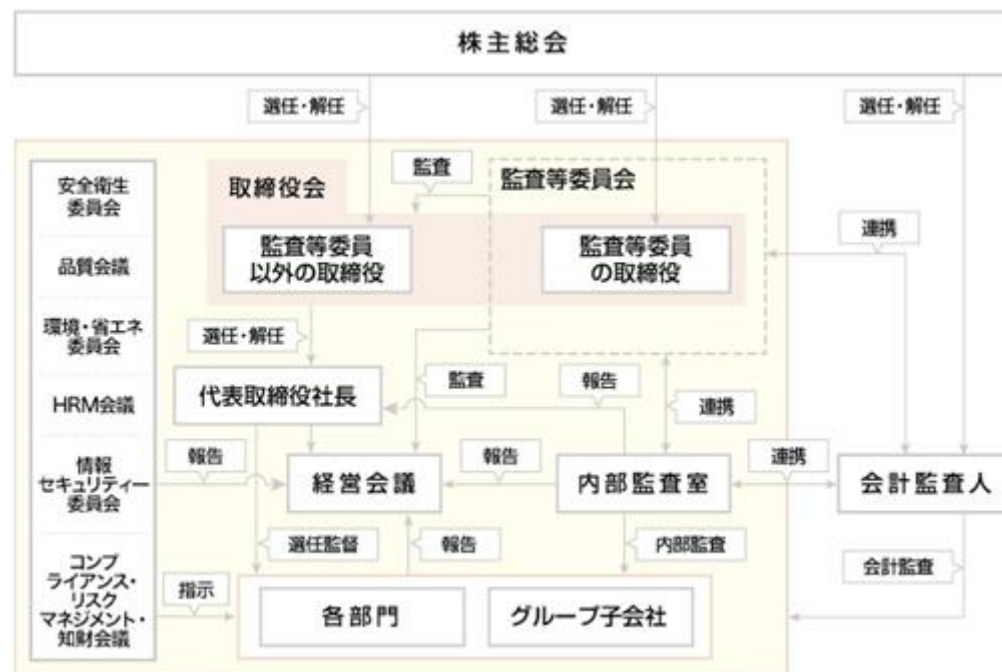 株主総会
選任・解任
選任・解任
選任・解任
安全衛生
委員会
品質会議
環境・省エネ
委員会
HRM会議
情報
セキュリティー
委員会
コンプ
ライアンス・
リスク
マネジメント・
知財会議
取締役会
監査
監査等委員会
監査等委員
以外の取締役
監査等委員
の取締役
連携
選任・解任
代表取締役社長
監査
報告
連携
報告
経営会議
報告
内部監査室
連携
会計監査人
選任監督
報告
内部監査
会計監査
指示
各部門
グループ子会社